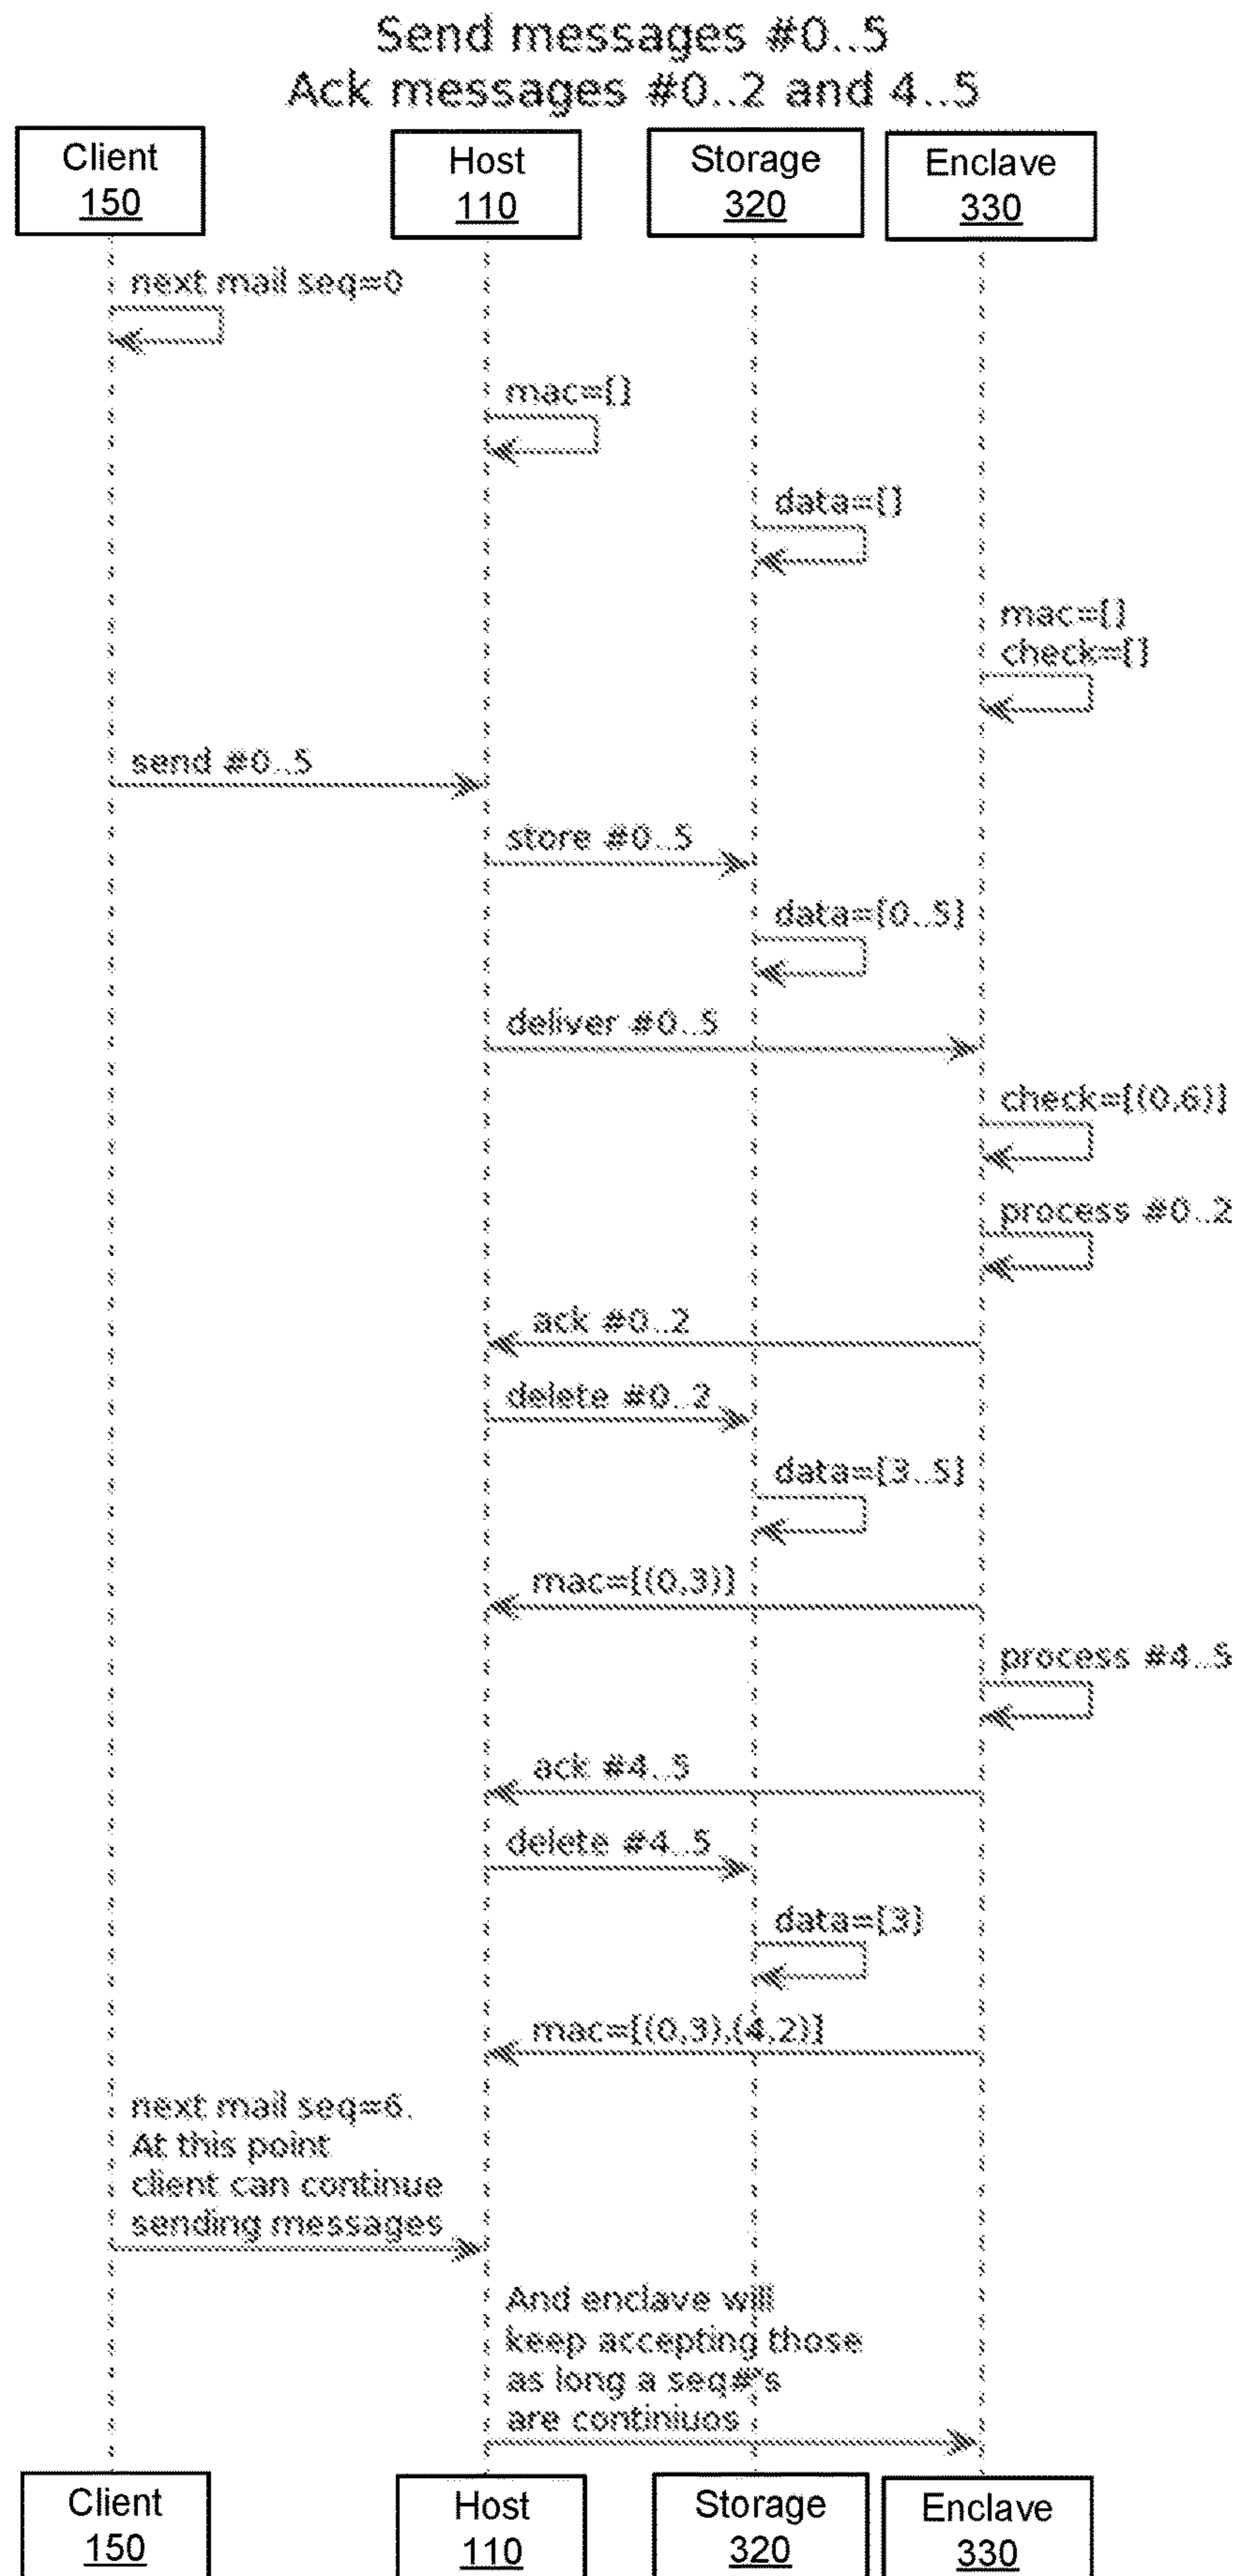 Send messages #0..5
Ack messages #0..2 and 4..5
Client
150
Host
110
Storage
320
Enclave
330
next mail seq=0
mac=[]
data=[]
mac=[]
check=[]
send #0..5
store #0..5
data=[0..5]
deliver #0..5
check=[(0,6)]
process #0..2
ack #0..2
delete #0..2
data=[3..5]
mac=[(0,3)]
process #4..5
ack #4..5
delete #4..5
data=[3]
mac=[(0,3),(4,2)]
next mail seq=6.
At this point
client can continue
sending messages
And enclave will
keep accepting those
as long a seq#'s
are continiuos
Client
150
Host
110
Storage
320
Enclave
330